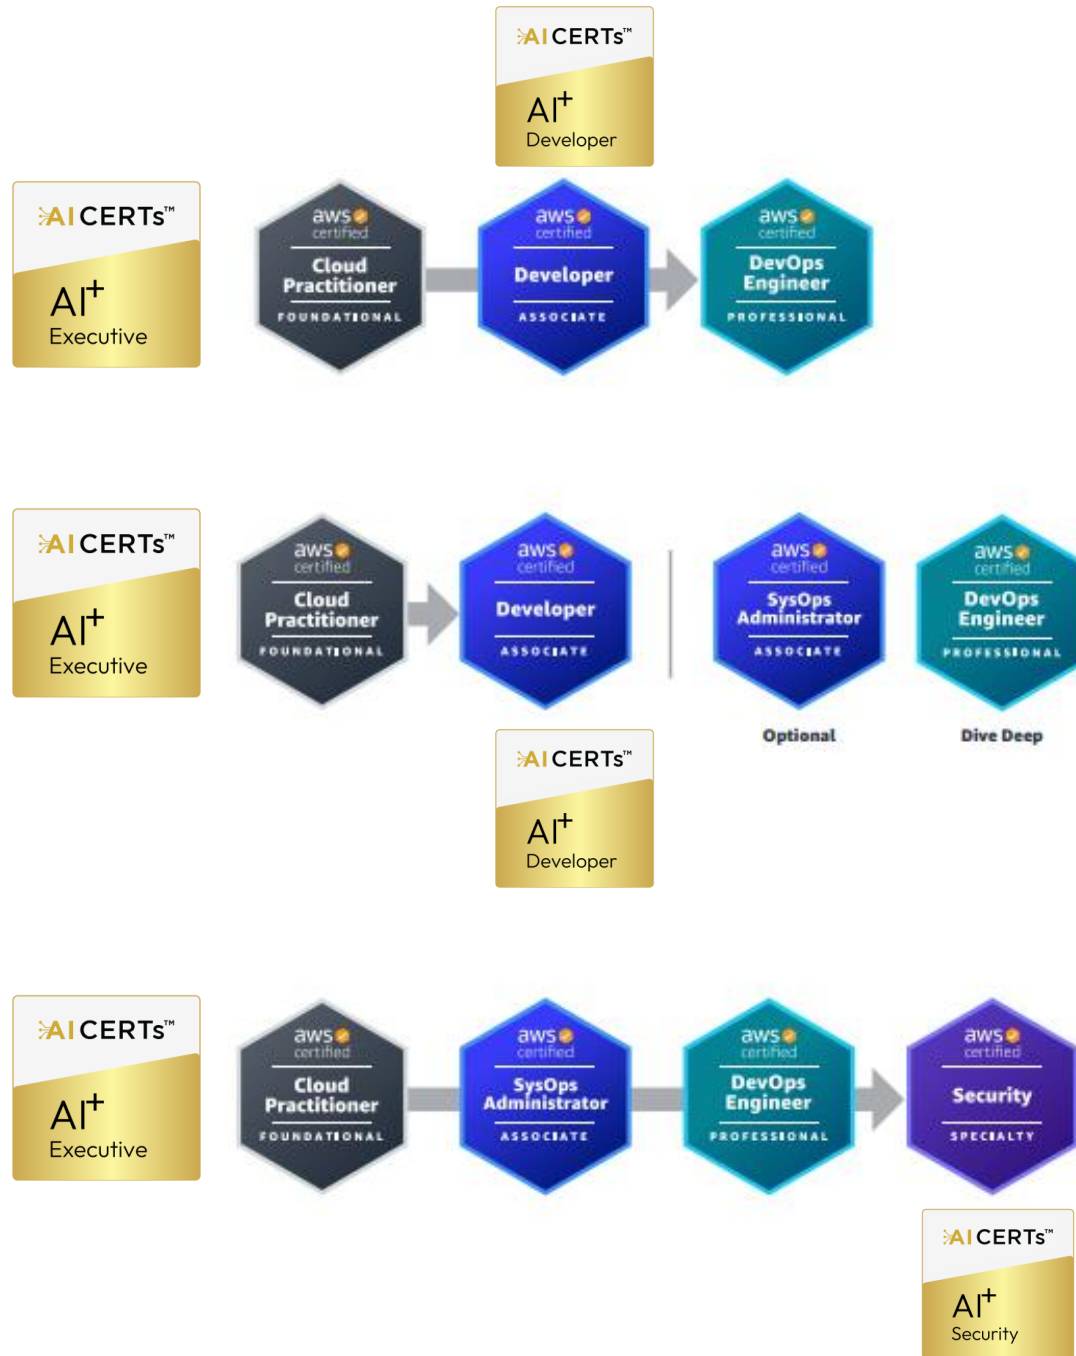 AI CERTs™
AI+
Developer
AI CERTs™
AI+
Executive
aws
certified
Cloud
Practitioner
FOUNDATIONAL
aws
certified
Developer
ASSOCIATE
aws
certified
DevOps
Engineer
PROFESSIONAL
AI CERTs™
AI+
Executive
aws
certified
Cloud
Practitioner
FOUNDATIONAL
aws
certified
Developer
ASSOCIATE
aws
certified
SysOps
Administrator
ASSOCIATE
Optional
aws
certified
DevOps
Engineer
PROFESSIONAL
Dive Deep
AI CERTs™
AI+
Developer
AI CERTs™
AI+
Executive
aws
certified
Cloud
Practitioner
FOUNDATIONAL
aws
certified
SysOps
Administrator
ASSOCIATE
aws
certified
DevOps
Engineer
PROFESSIONAL
aws
certified
Security
SPECIALTY
AI CERTs™
AI+
Security